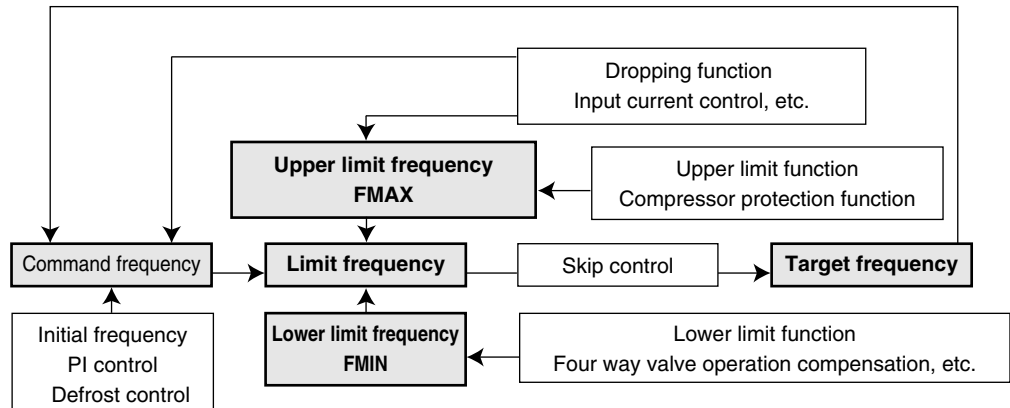 Dropping function
Input current control, etc.
Upper limit frequency
FMAX
Upper limit function
Compressor protection function
Command frequency
Limit frequency
Skip control
Target frequency
Initial frequency
PI control
Defrost control
Lower limit frequency
FMIN
Lower limit function
Four way valve operation compensation, etc.